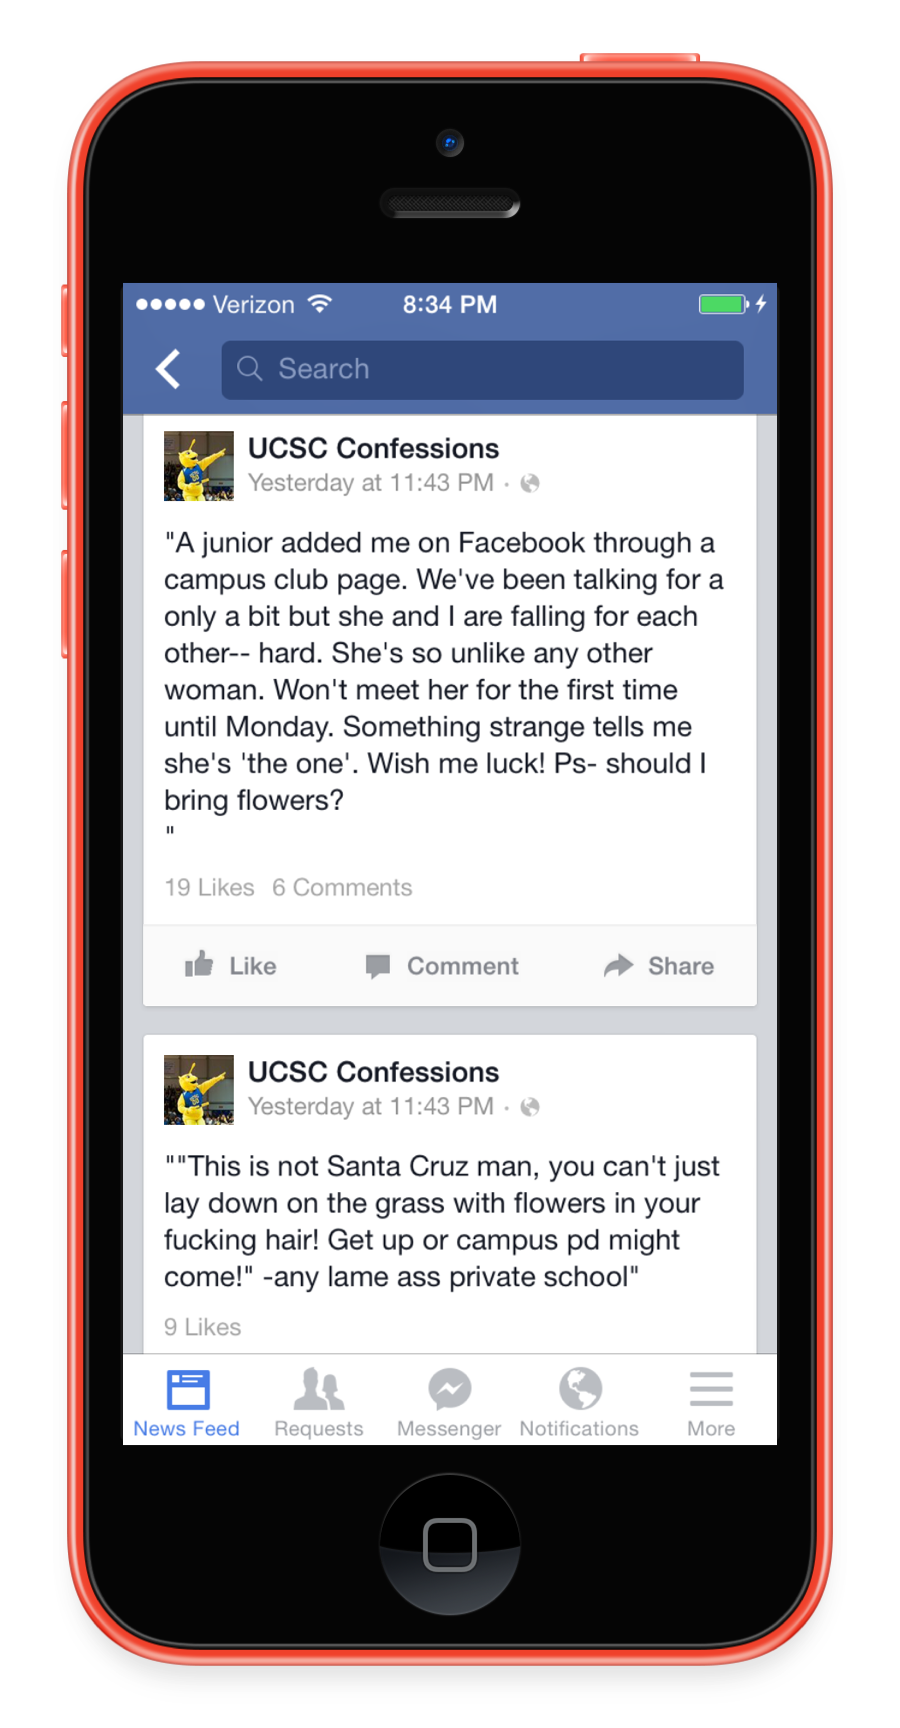 Verizon 8:34 PM
Search
UCSC Confessions
Yesterday at 11:43 PM ·
"A junior added me on Facebook through a
campus club page. We've been talking for a
only a bit but she and I are falling for each
other-- hard. She's so unlike any other
woman. Won't meet her for the first time
until Monday. Something strange tells me
she's 'the one'. Wish me luck! Ps- should I
bring flowers?
"
19 Likes 6 Comments
Like Comment Share
UCSC Confessions
Yesterday at 11:43 PM ·
""This is not Santa Cruz man, you can't just
lay down on the grass with flowers in your
fucking hair! Get up or campus pd might
come!" -any lame ass private school"
9 Likes
News Feed Requests Messenger Notifications More